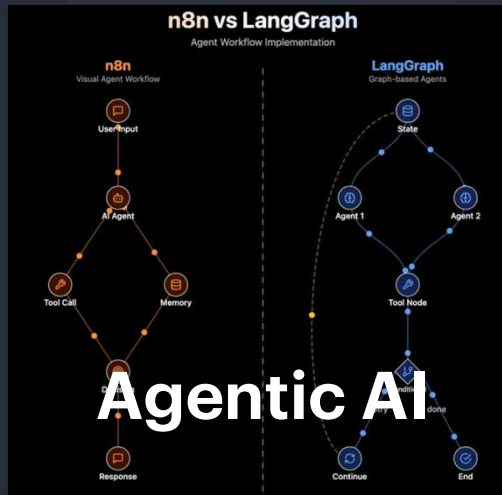 n8n vs LangGraph
Agent Workflow Implementation
n8n
Visual Agent Workflow
User Input
AI Agent
Tool Call
Memory
Response
LangGraph
Graph-based Agents
State
Agent 1
Agent 2
Tool Node
done
Continue
End
Agentic AI